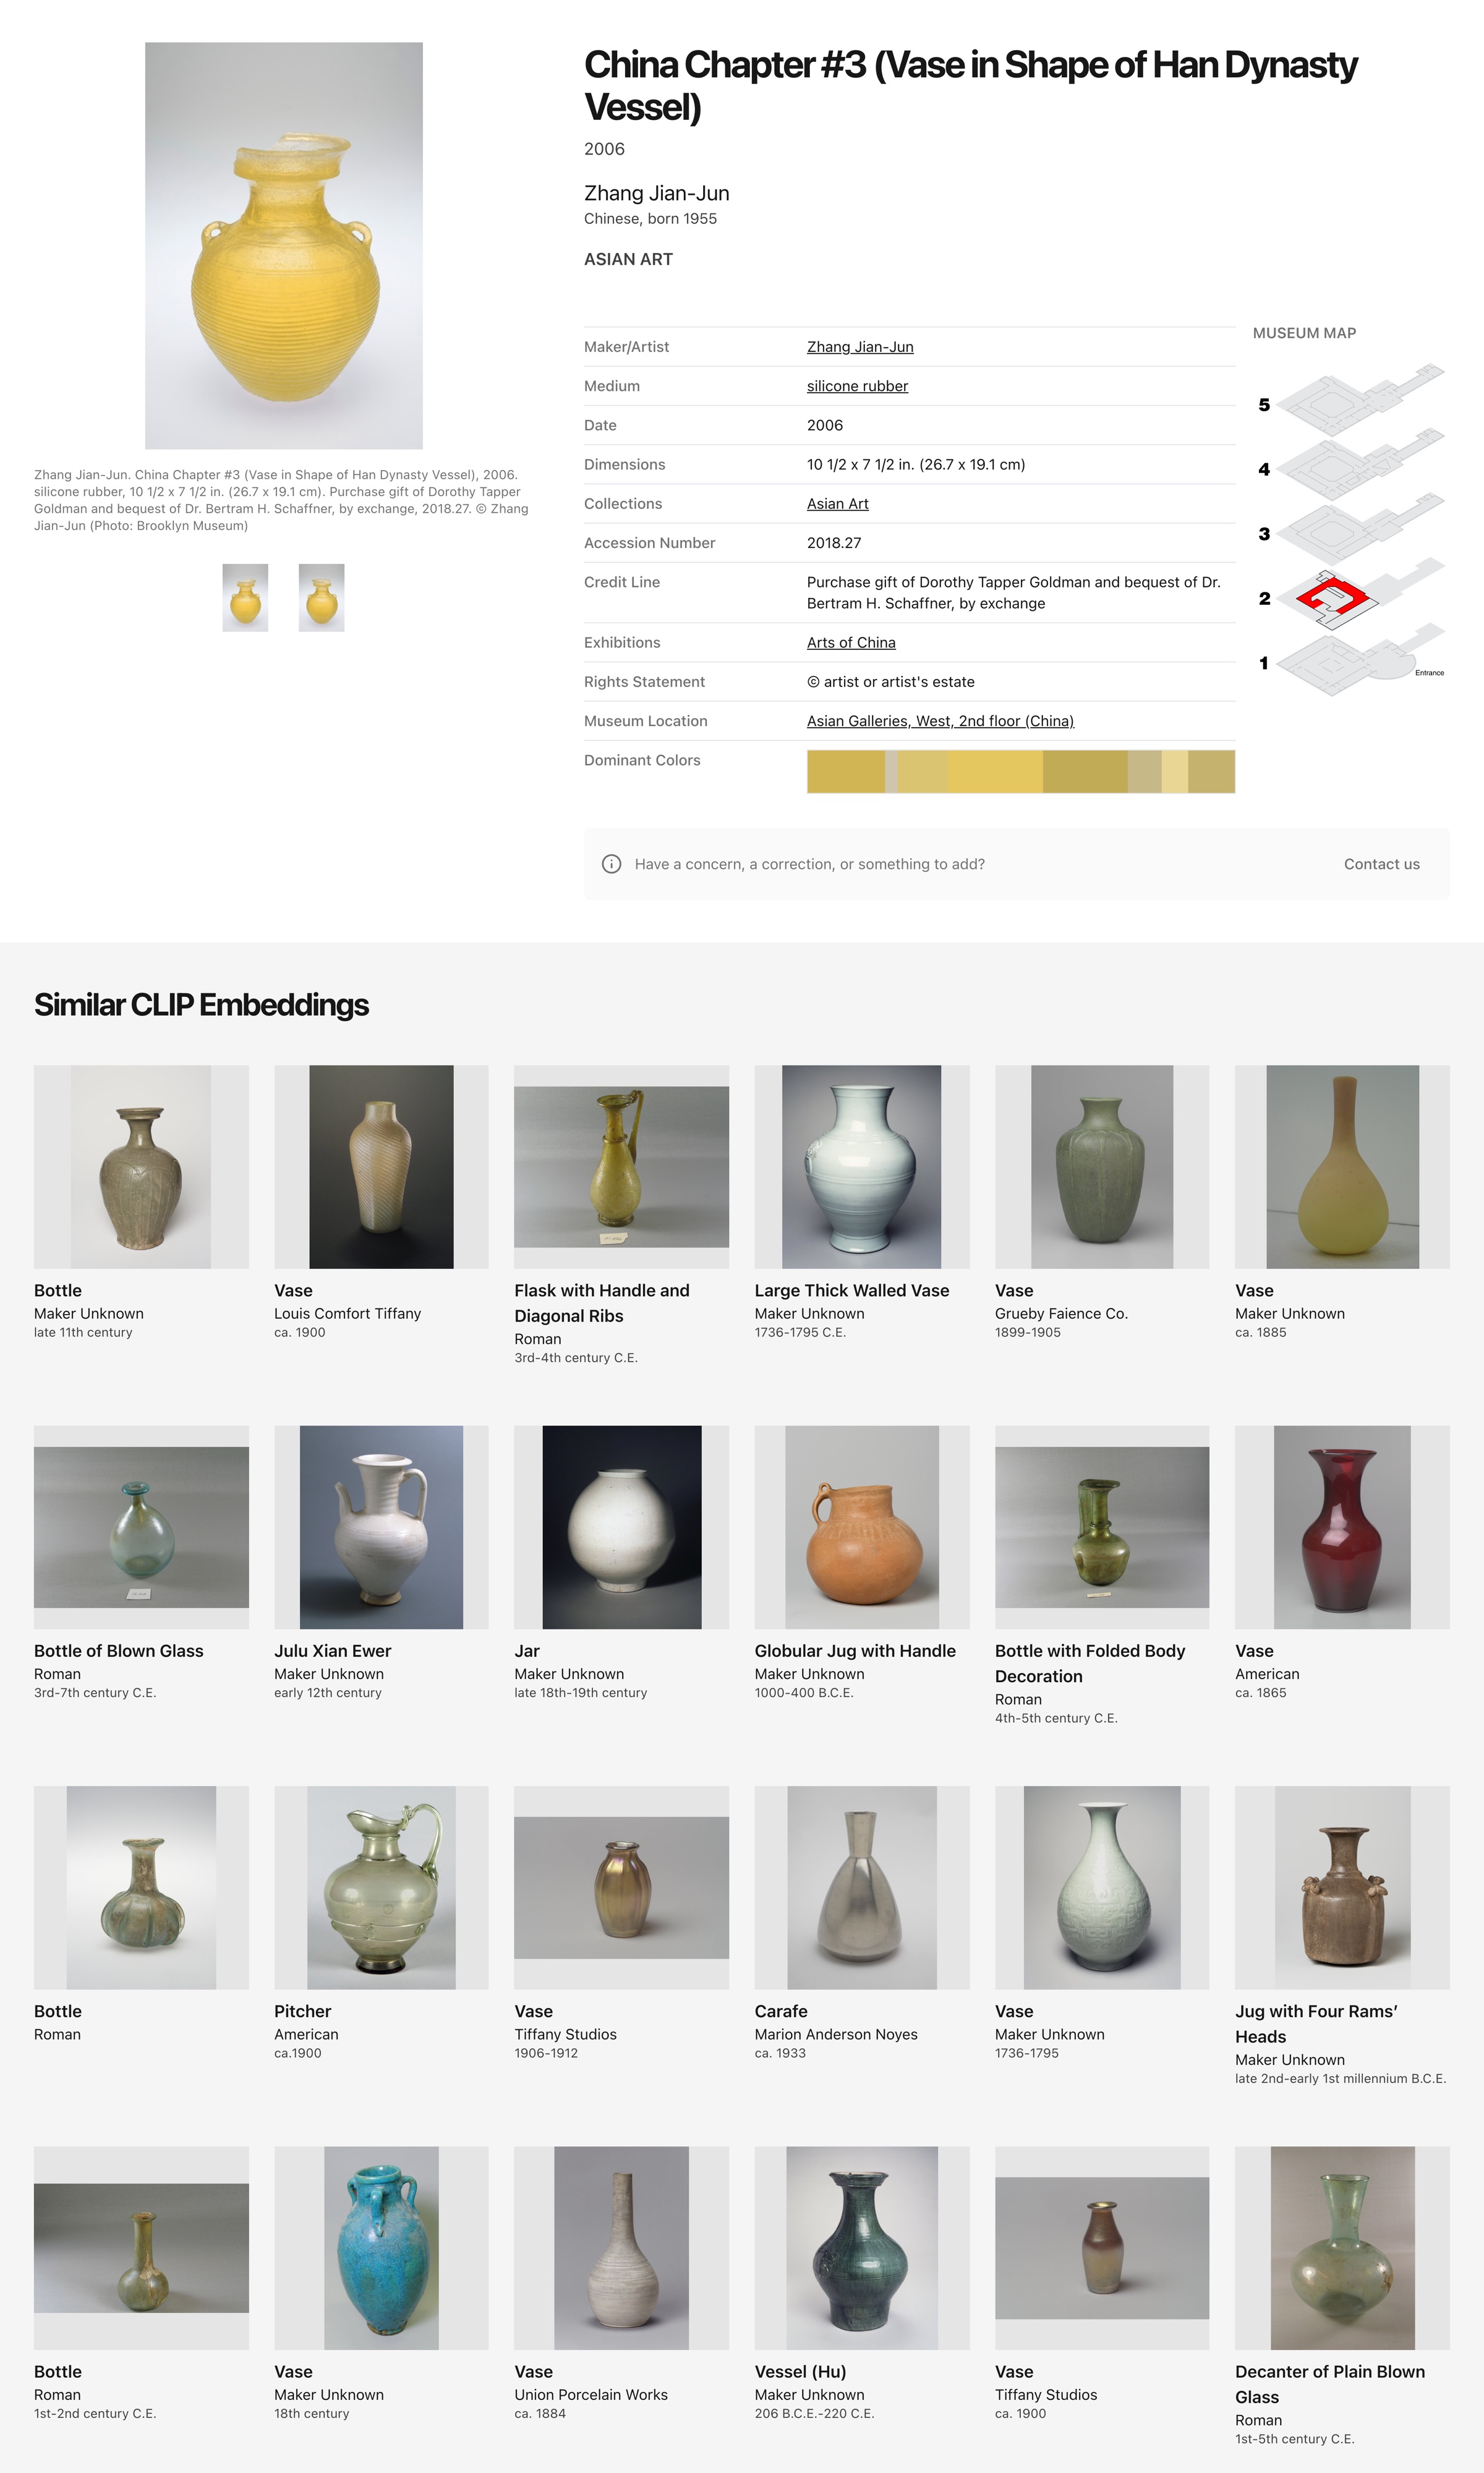 China Chapter #3 (Vase in Shape of Han Dynasty
Vessel)
2006
Zhang Jian-Jun
Chinese, born 1955
ASIAN ART
Zhang Jian-Jun. China Chapter #3 (Vase in Shape of Han Dynasty Vessel), 2006.
silicone rubber, 10 1/2 x 7 1/2 in. (26.7 x 19.1 cm). Purchase gift of Dorothy Tapper
Goldman and bequest of Dr. Bertram H. Schaffner, by exchange, 2018.27. © Zhang
Jian-Jun (Photo: Brooklyn Museum)
Maker/Artist
Zhang Jian-Jun
Medium
silicone rubber
Date
2006
Dimensions
10 1/2 x 7 1/2 in. (26.7 x 19.1 cm)
Collections
Asian Art
Accession Number
2018.27
Credit Line
Purchase gift of Dorothy Tapper Goldman and bequest of Dr.
Bertram H. Schaffner, by exchange
Exhibitions
Arts of China
Rights Statement
© artist or artist's estate
Museum Location
Asian Galleries, West, 2nd floor (China)
Dominant Colors
MUSEUM MAP
5
4
3
2
1
Entrance
Have a concern, a correction, or something to add?
Contact us
Similar CLIP Embeddings
Bottle
Maker Unknown
late 11th century
Vase
Louis Comfort Tiffany
ca. 1900
Flask with Handle and
Diagonal Ribs
Roman
3rd-4th century C.E.
Large Thick Walled Vase
Maker Unknown
1736-1795 C.E.
Vase
Grueby Faience Co.
1899-1905
Vase
Maker Unknown
ca. 1885
Bottle of Blown Glass
Roman
3rd-7th century C.E.
Julu Xian Ewer
Maker Unknown
early 12th century
Jar
Maker Unknown
late 18th-19th century
Globular Jug with Handle
Maker Unknown
1000-400 B.C.E.
Bottle with Folded Body
Decoration
Roman
4th-5th century C.E.
Vase
American
ca. 1865
Bottle
Roman
Pitcher
American
ca.1900
Vase
Tiffany Studios
1906-1912
Carafe
Marion Anderson Noyes
ca. 1933
Vase
Maker Unknown
1736-1795
Jug with Four Rams’
Heads
Maker Unknown
late 2nd-early 1st millennium B.C.E.
Bottle
Roman
1st-2nd century C.E.
Vase
Maker Unknown
18th century
Vase
Union Porcelain Works
ca. 1884
Vessel (Hu)
Maker Unknown
206 B.C.E.-220 C.E.
Vase
Tiffany Studios
ca. 1900
Decanter of Plain Blown
Glass
Roman
1st-5th century C.E.